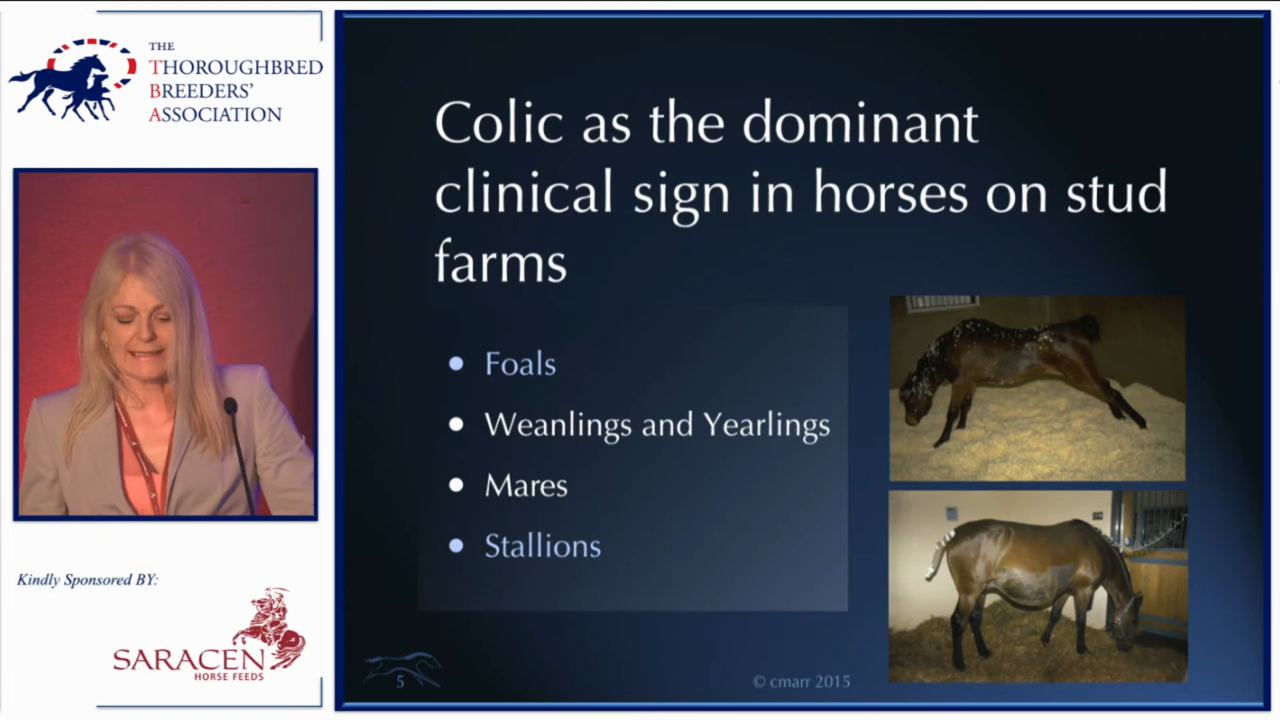 THE
THOROUGHBRED
BREEDERS'
ASSOCIATION
Kindly Sponsored BY:
SARACEN
HORSE FEEDS
Colic as the dominant
clinical sign in horses on stud
farms
• Foals
• Weanlings and Yearlings
• Mares
• Stallions
5
© cmarr 2015